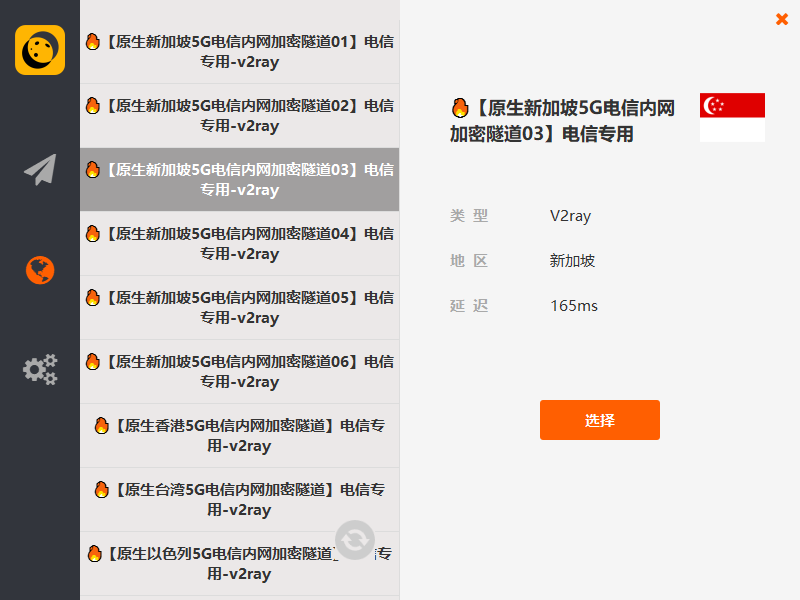 🔥【原生新加坡5G电信内网加密隧道01】电信
专用-v2ray
🔥【原生新加坡5G电信内网加密隧道02】电信
专用-v2ray
🔥【原生新加坡5G电信内网加密隧道03】电信
专用-v2ray
🔥【原生新加坡5G电信内网加密隧道04】电信
专用-v2ray
🔥【原生新加坡5G电信内网加密隧道05】电信
专用-v2ray
🔥【原生新加坡5G电信内网加密隧道06】电信
专用-v2ray
🔥【原生香港5G电信内网加密隧道】电信专
用-v2ray
🔥【原生台湾5G电信内网加密隧道】电信专
用-v2ray
🔥【原生以色列5G电信内网加密隧道】 信专
用-v2ray
🔥【原生新加坡5G电信内网
加密隧道03】电信专用
类 型 V2ray
地 区 新加坡
延 迟 165ms
选择